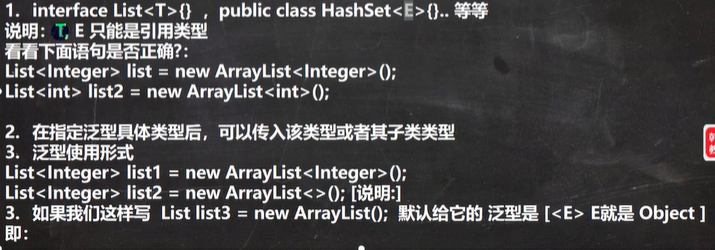 1. interface List<T>{} , public class HashSet<E>{}.. 等等
说明: T, E 只能是引用类型
看看下面语句是否正确?:
List<Integer> list = new ArrayList<Integer>();
List<int> list2 = new ArrayList<int>();
2. 在指定泛型具体类型后，可以传入该类型或者其子类类型
3. 泛型使用形式
List<Integer> list1 = new ArrayList<Integer>();
List<Integer> list2 = new ArrayList<>(); [说明:]
3. 如果我们这样写 List list3 = new ArrayList(); 默认给它的 泛型是 [<E> E就是 Object ]
即：